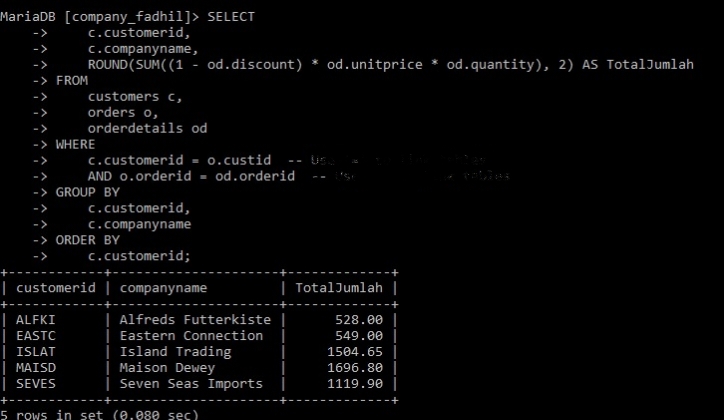 MariaDB [company_fadhil]> SELECT
    ->     c.customerid,
    ->     c.companyname,
    ->     ROUND(SUM((1 - od.discount) * od.unitprice * od.quantity), 2) AS TotalJumlah
    -> FROM
    ->     customers c,
    ->     orders o,
    ->     orderdetails od
    -> WHERE
    ->     c.customerid = o.custid  --
    ->     AND o.orderid = od.orderid  --
    -> GROUP BY
    ->     c.customerid,
    ->     c.companyname
    -> ORDER BY
    ->     c.customerid;
+------------+--------------------+-------------+
| customerid | companyname        | TotalJumlah |
+------------+--------------------+-------------+
| ALFKI      | Alfreds Futterkiste |      528.00 |
| EASTC      | Eastern Connection |      549.00 |
| ISLAT      | Island Trading     |     1504.65 |
| MAISD      | Maison Dewey       |     1696.80 |
| SEVES      | Seven Seas Imports |     1119.90 |
+------------+--------------------+-------------+
5 rows in set (0.080 sec)